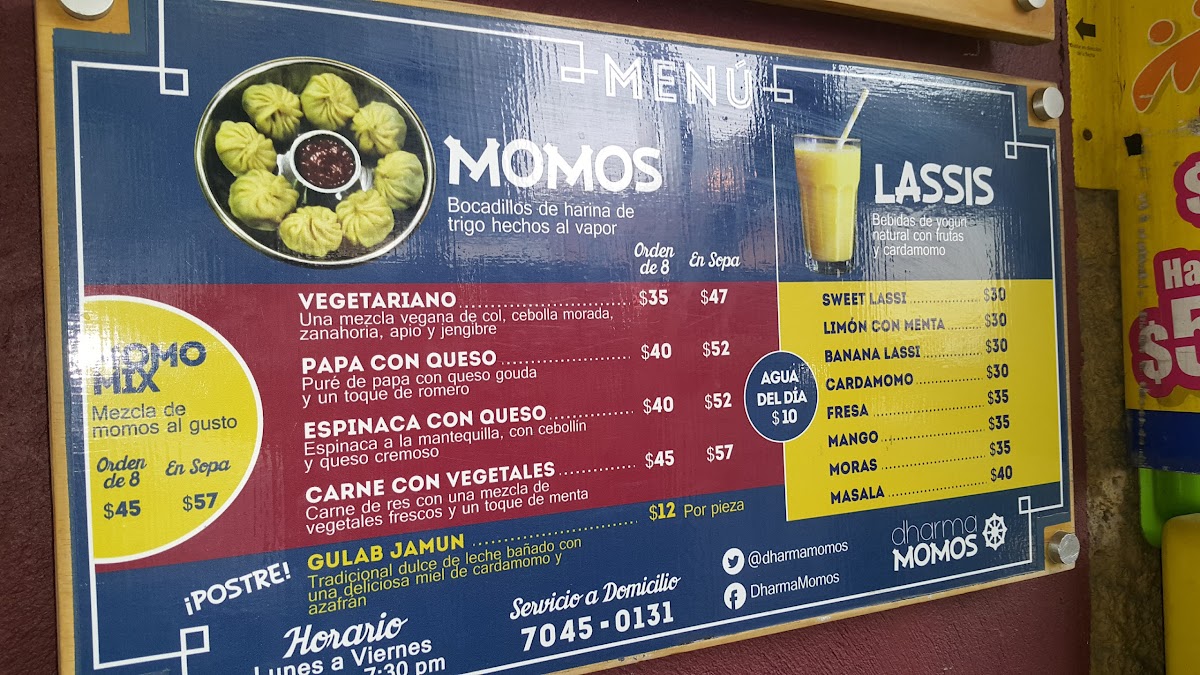 MENÚ
MOMOS
Bocadillos de harina de
trigo hechos al vapor
Orden
de 8
En Sopa
VEGETARIANO $35 $47
Una mezcla vegana de col, cebolla morada,
zanahoria, apio y jengibre
PAPA CON QUESO $40 $52
Puré de papa con queso gouda
y un toque de romero
ESPINACA CON QUESO $40 $52
Espinaca a la mantequilla, con cebollín
y queso cremoso
CARNE CON VEGETALES $45 $57
Carne de res con una mezcla de
vegetales frescos y un toque de menta
MOMO
MIX
Mezcla de
momos al gusto
Orden
de 8
En Sopa
$45 $57
¡POSTRE!
GULAB JAMUN $12 Por pieza
Tradicional dulce de leche bañado con
una deliciosa miel de cardamomo y
azafrán
LASSIS
Bebidas de yogurt
natural con frutas
y cardamomo
SWEET LASSI $30
LIMÓN CON MENTA $30
BANANA LASSI $30
CARDAMOMO $30
FRESA $35
MANGO $35
MORAS $35
MASALA $40
AGUA
DEL DÍA
$10
Horario
Lunes a Viernes
7:30 pm
Servicio a Domicilio
7045-0131
@dharmamomos
DharmaMomos
dharma
MOMOS
Ha
$5